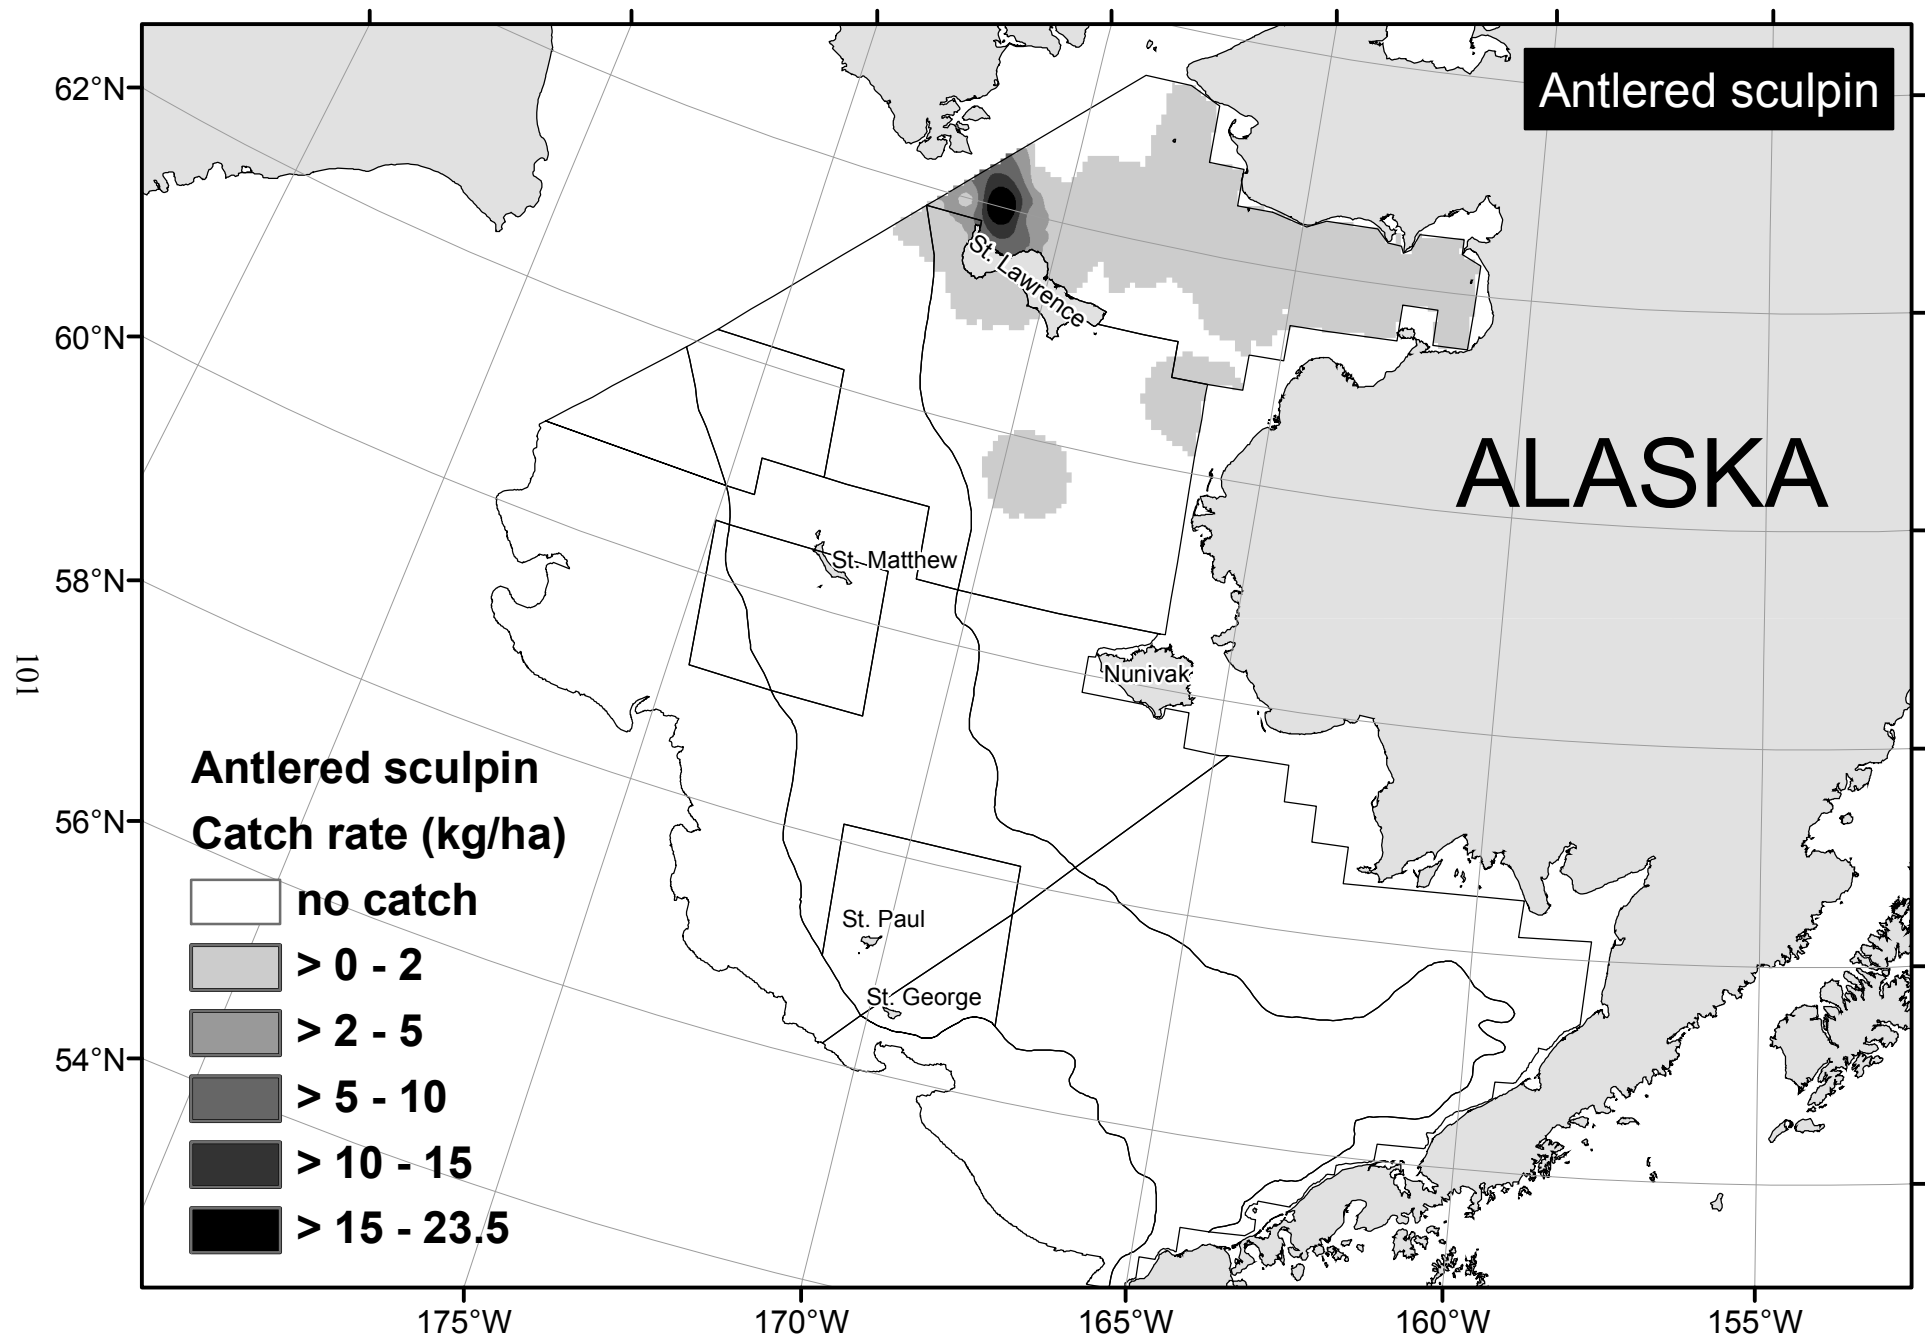 Antlered sculpin
62°N
60°N
58°N
56°N
54°N
St. Lawrence
ALASKA
St. Matthew
Nunivak
St. Paul
St. George
Antlered sculpin
Catch rate (kg/ha)
no catch
> 0 - 2
> 2 - 5
> 5 - 10
> 10 - 15
> 15 - 23.5
175°W 170°W 165°W 160°W 155°W
101